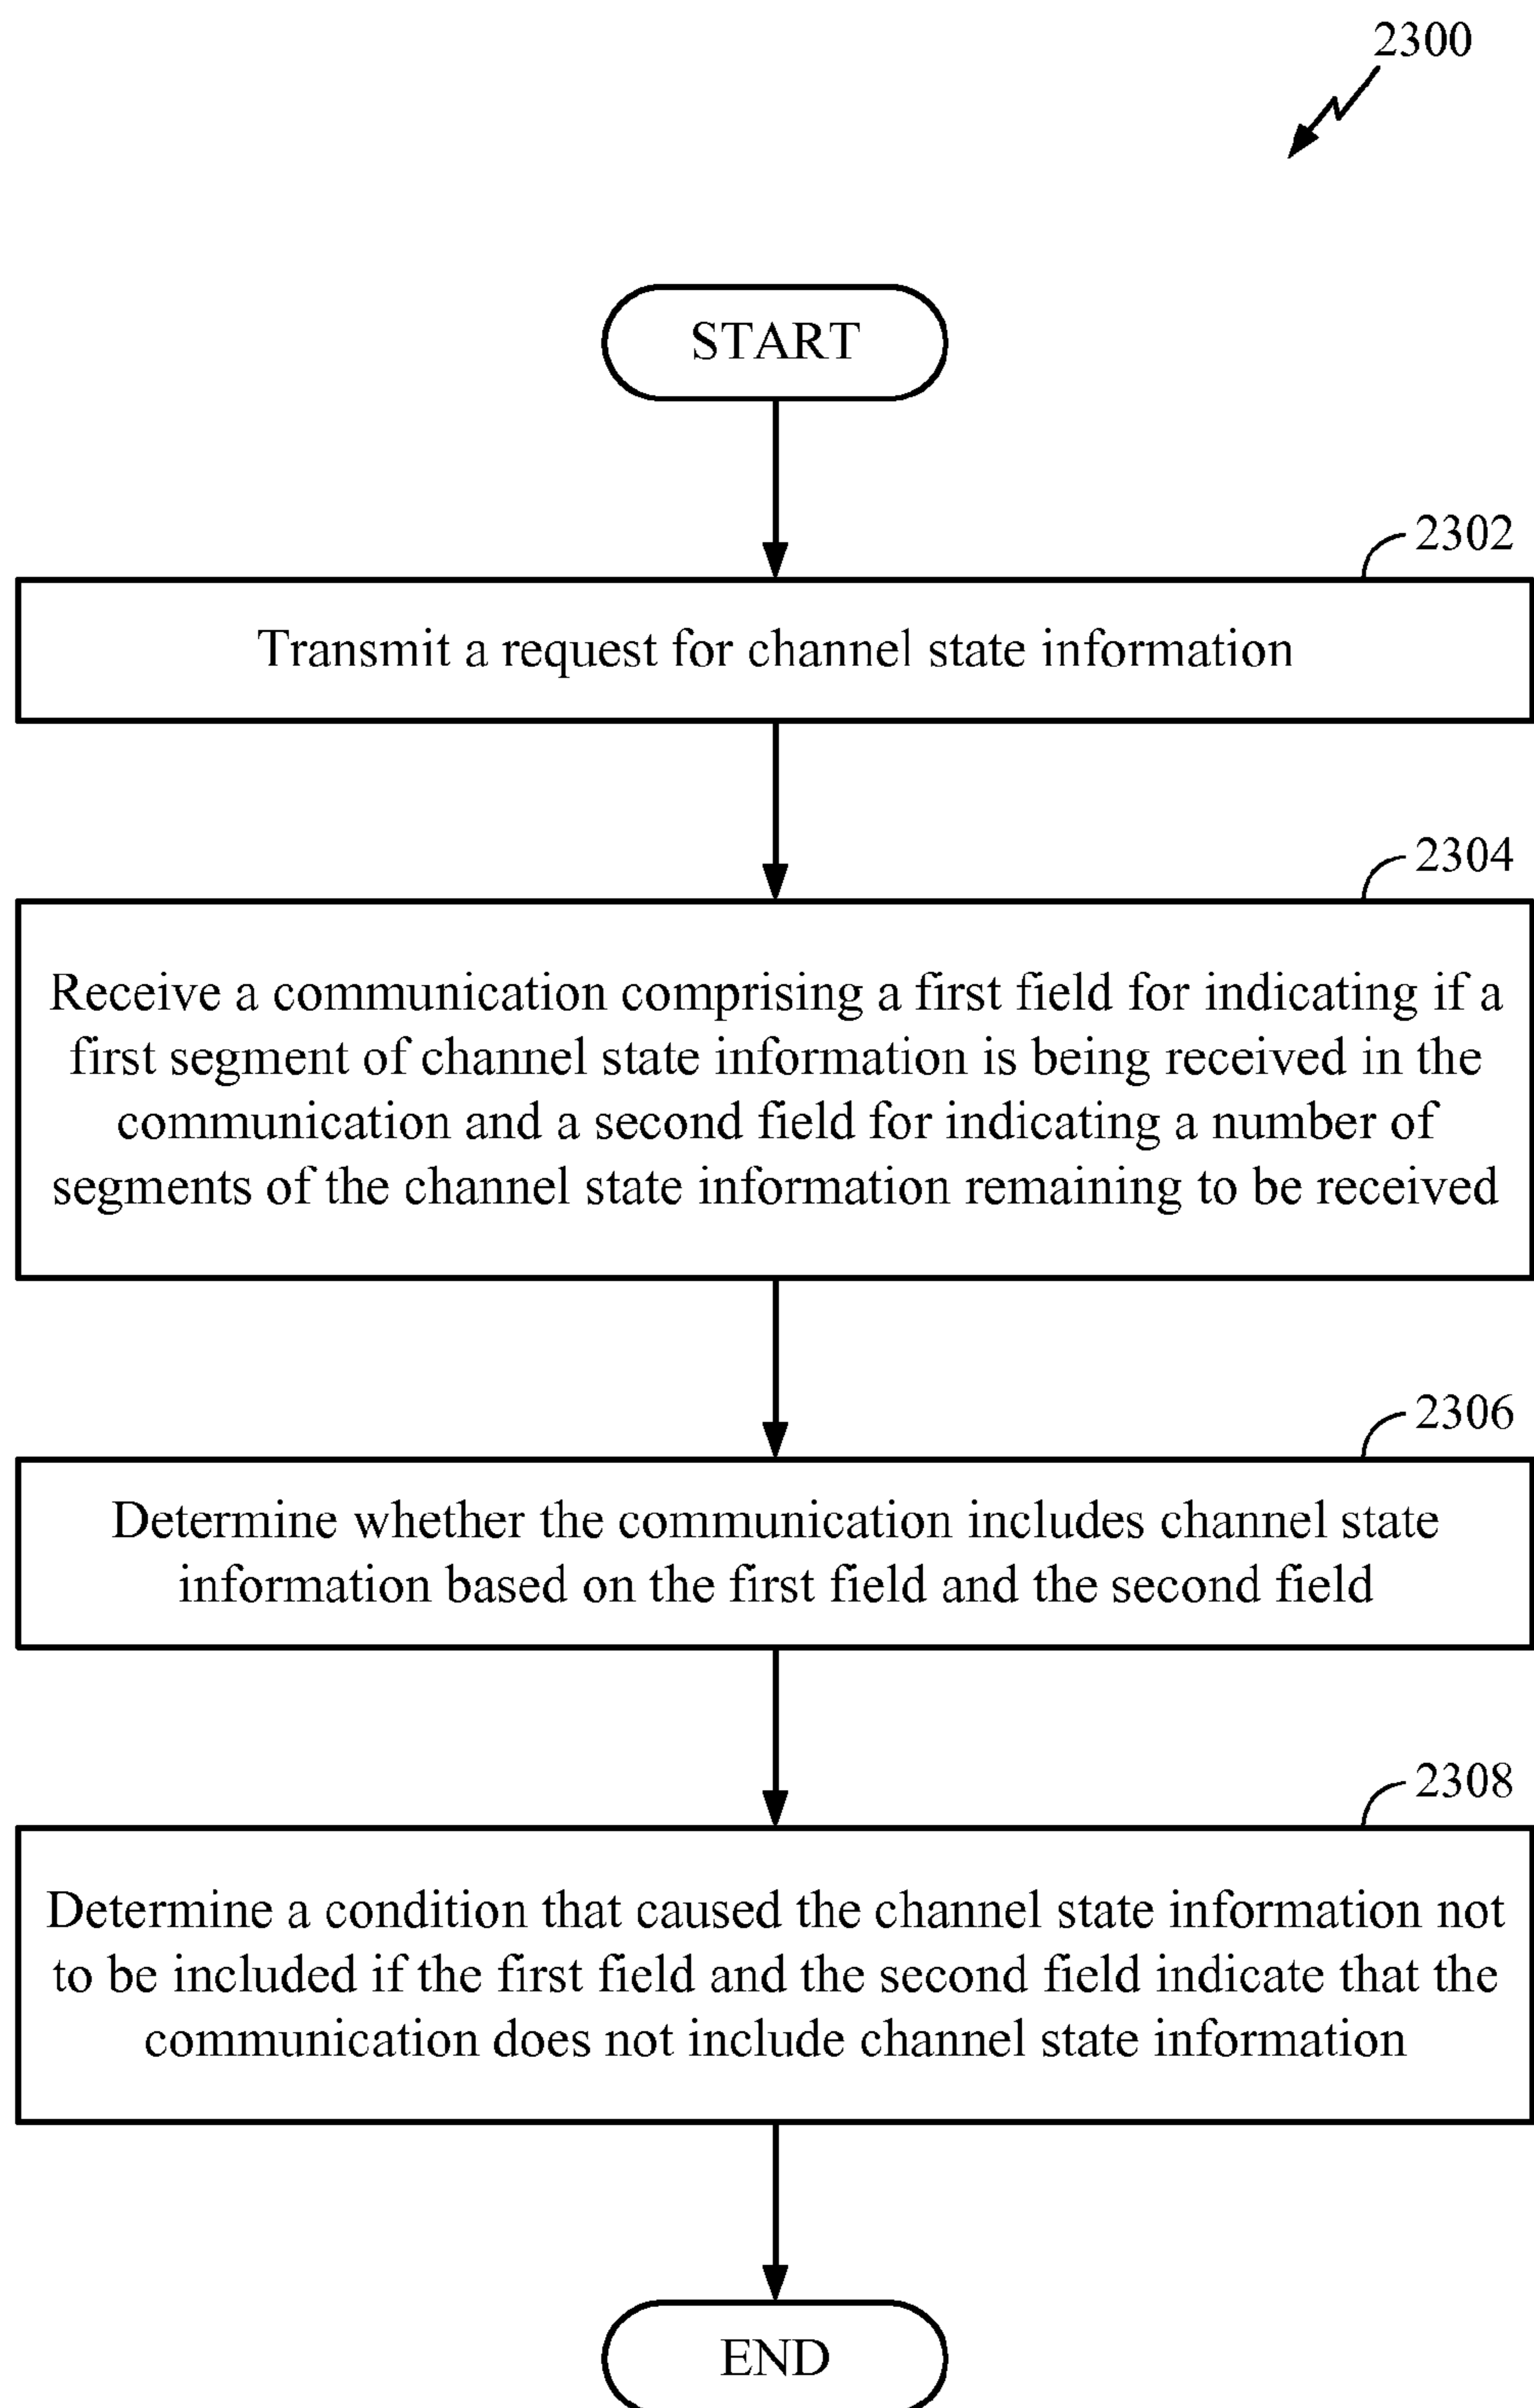 2300
START
2302
Transmit a request for channel state information
2304
Receive a communication comprising a first field for indicating if a
first segment of channel state information is being received in the
communication and a second field for indicating a number of
segments of the channel state information remaining to be received
2306
Determine whether the communication includes channel state
information based on the first field and the second field
2308
Determine a condition that caused the channel state information not
to be included if the first field and the second field indicate that the
communication does not include channel state information
END